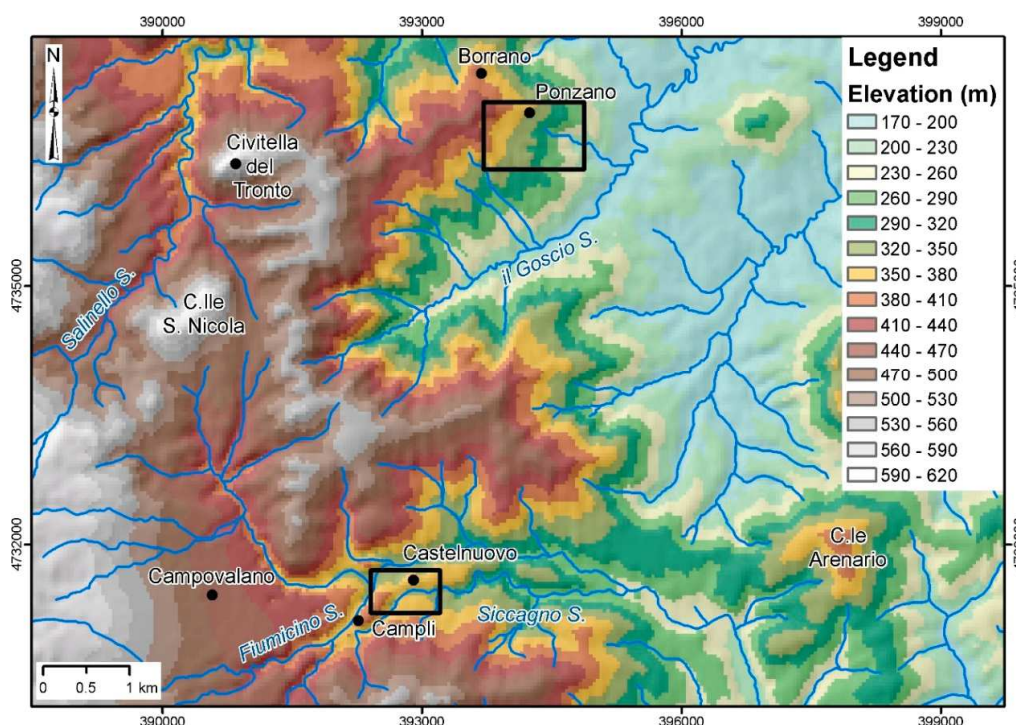 390000
393000
396000
399000
N
Borrano
Ponzano
Civitella
del
Tronto
il Goscio S.
4735000
Salinello S.
C.lle
S. Nicola
4732000
4732000
Castelnuovo
Campovalano
C.le
Arenario
Siccagno S.
Fiumicino S.
Campli
0 0.5 1 km
390000
393000
396000
399000
Legend
Elevation (m)
170 - 200
200 - 230
230 - 260
260 - 290
290 - 320
320 - 350
350 - 380
380 - 410
410 - 440
440 - 470
470 - 500
500 - 530
530 - 560
560 - 590
590 - 620